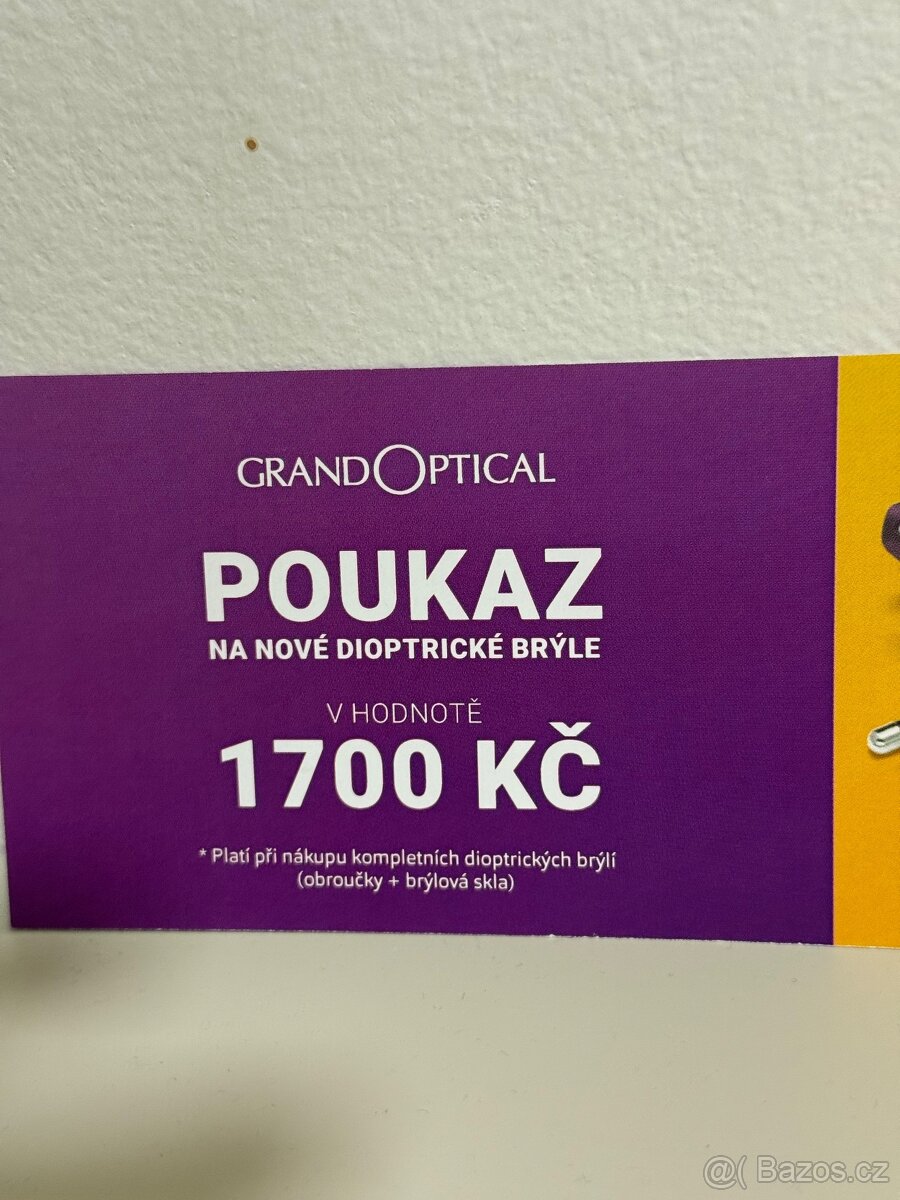 GRANDOPTICAL
POUKAZ
NA NOVÉ DIOPTRICKÉ BRÝLE
V HODNOTĚ
1700 KČ
* Platí při nákupu kompletních dioptrických brýlí
(obroučky + brýlová skla)
@( Bazos.cz